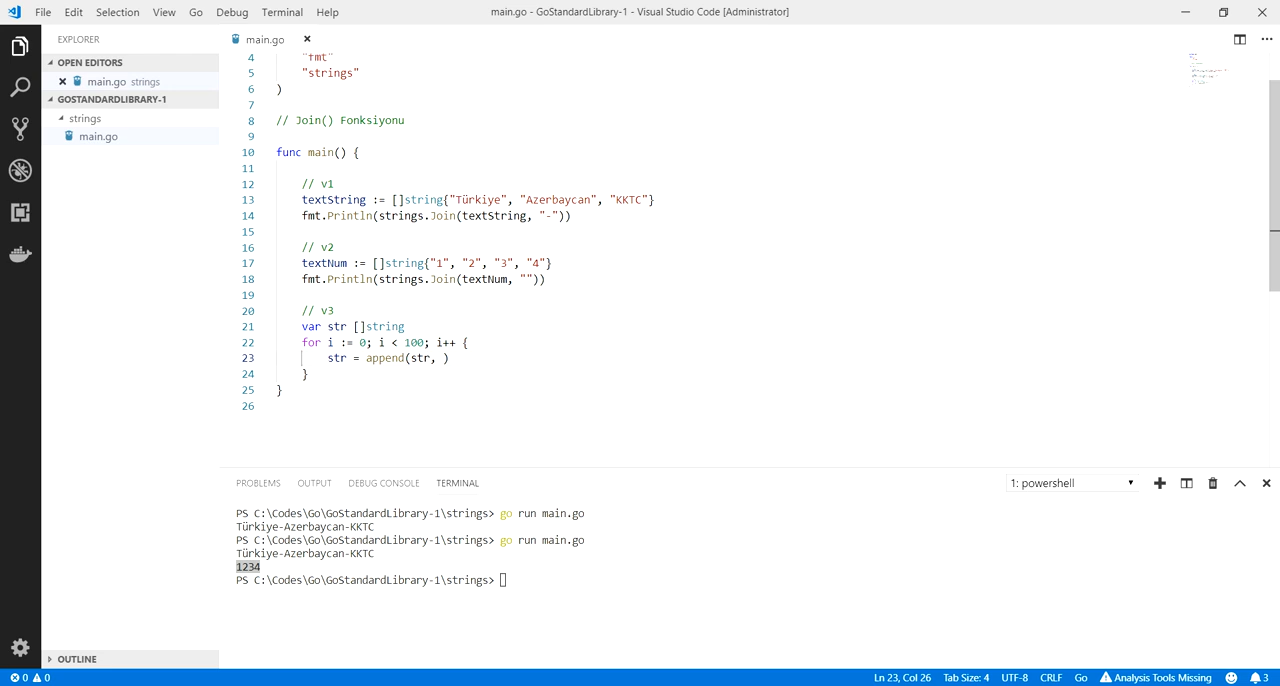 File Edit Selection View Go Debug Terminal Help
main.go - GoStandardLibrary-1 - Visual Studio Code [Administrator]
EXPLORER
OPEN EDITORS
main.go strings
GOSTANDARDLIBRARY-1
strings
main.go
OUTLINE
main.go
4 "fmt"
5 "strings"
6 )
7
8 // Join() Fonksiyonu
9
10 func main() {
11
12 // v1
13 textString := []string{"Türkiye", "Azerbaycan", "KKTC"}
14 fmt.Println(strings.Join(textString, "-"))
15
16 // v2
17 textNum := []string{"1", "2", "3", "4"}
18 fmt.Println(strings.Join(textNum, ""))
19
20 // v3
21 var str []string
22 for i := 0; i < 100; i++ {
23 str = append(str, )
24 }
25 }
26
PROBLEMS OUTPUT DEBUG CONSOLE TERMINAL
1: powershell
PS C:\Codes\Go\GoStandardLibrary-1\strings> go run main.go
Türkiye-Azerbaycan-KKTC
PS C:\Codes\Go\GoStandardLibrary-1\strings> go run main.go
Türkiye-Azerbaycan-KKTC
1234
PS C:\Codes\Go\GoStandardLibrary-1\strings>
0 0 Ln 23, Col 26 Tab Size: 4 UTF-8 CRLF Go Analysis Tools Missing 3